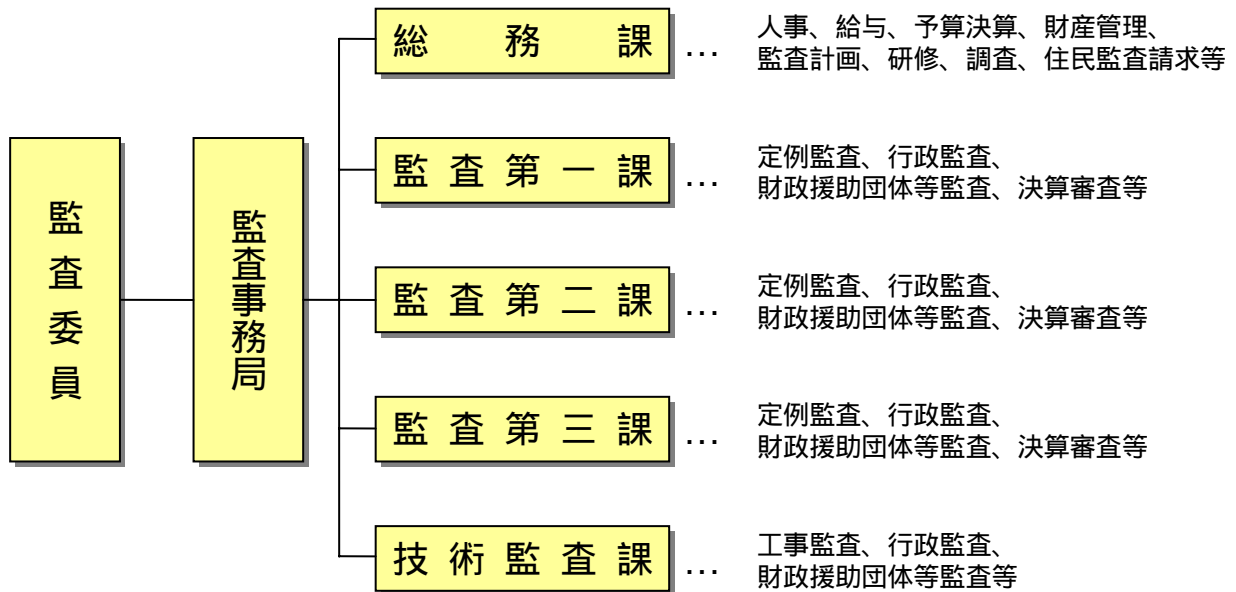 監査委員
監査事務局
総務課 … 人事、給与、予算決算、財産管理、
監査計画、研修、調査、住民監査請求等
監査第一課 … 定例監査、行政監査、
財政援助団体等監査、決算審査等
監査第二課 … 定例監査、行政監査、
財政援助団体等監査、決算審査等
監査第三課 … 定例監査、行政監査、
財政援助団体等監査、決算審査等
技術監査課 … 工事監査、行政監査、
財政援助団体等監査等